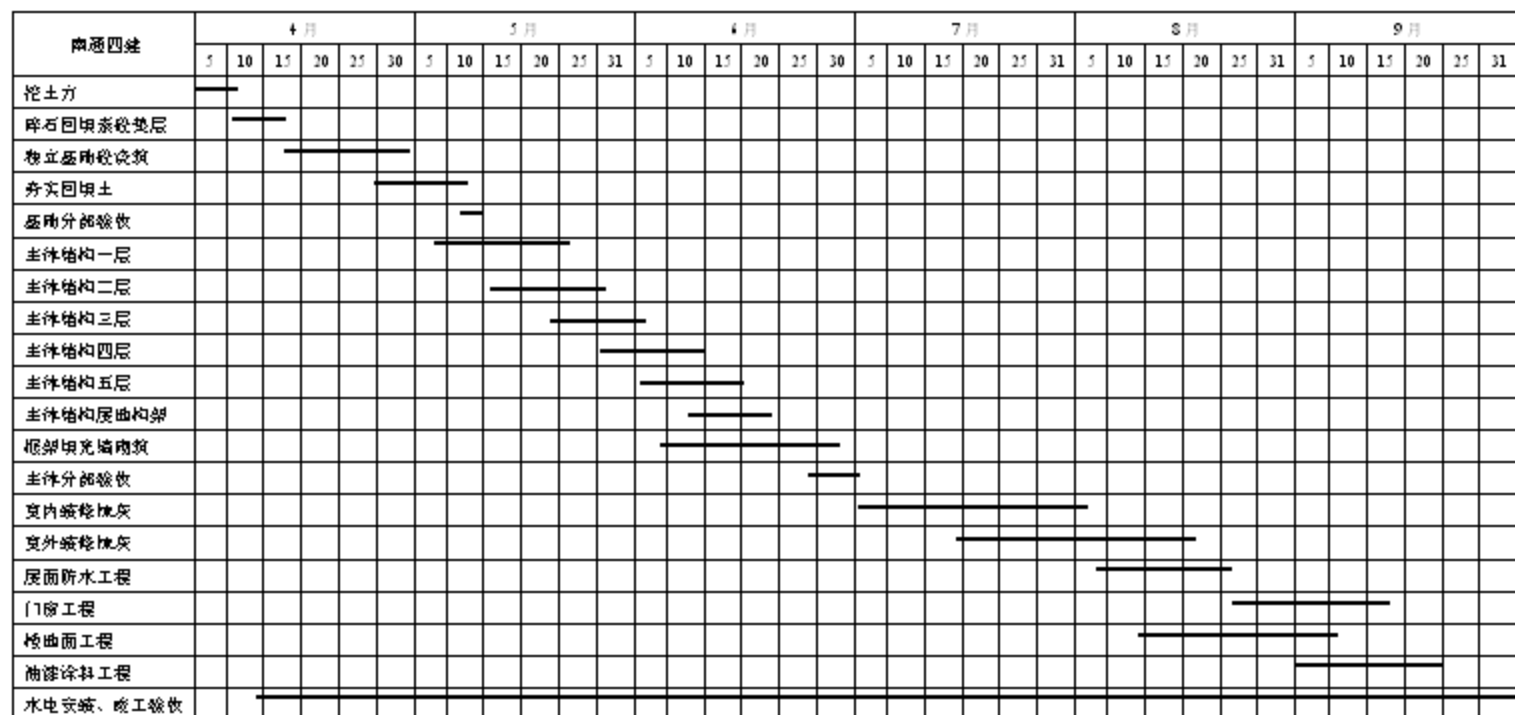 南通四建
4月 5月 6月 7月 8月 9月
5 10 15 20 25 30 5 10 15 20 25 31 5 10 15 20 25 30 5 10 15 20 25 31 5 10 15 20 25 31 5 10 15 20 25 31
挖土方
碎石回填素砼垫层
独立基础砼浇筑
夯实回填土
基础分部验收
主体结构一层
主体结构二层
主体结构三层
主体结构四层
主体结构五层
主体结构屋面构架
框架填充墙砌筑
主体分部验收
室内装修抹灰
室外装修抹灰
屋面防水工程
门窗工程
楼地面工程
油漆涂料工程
水电安装、竣工验收